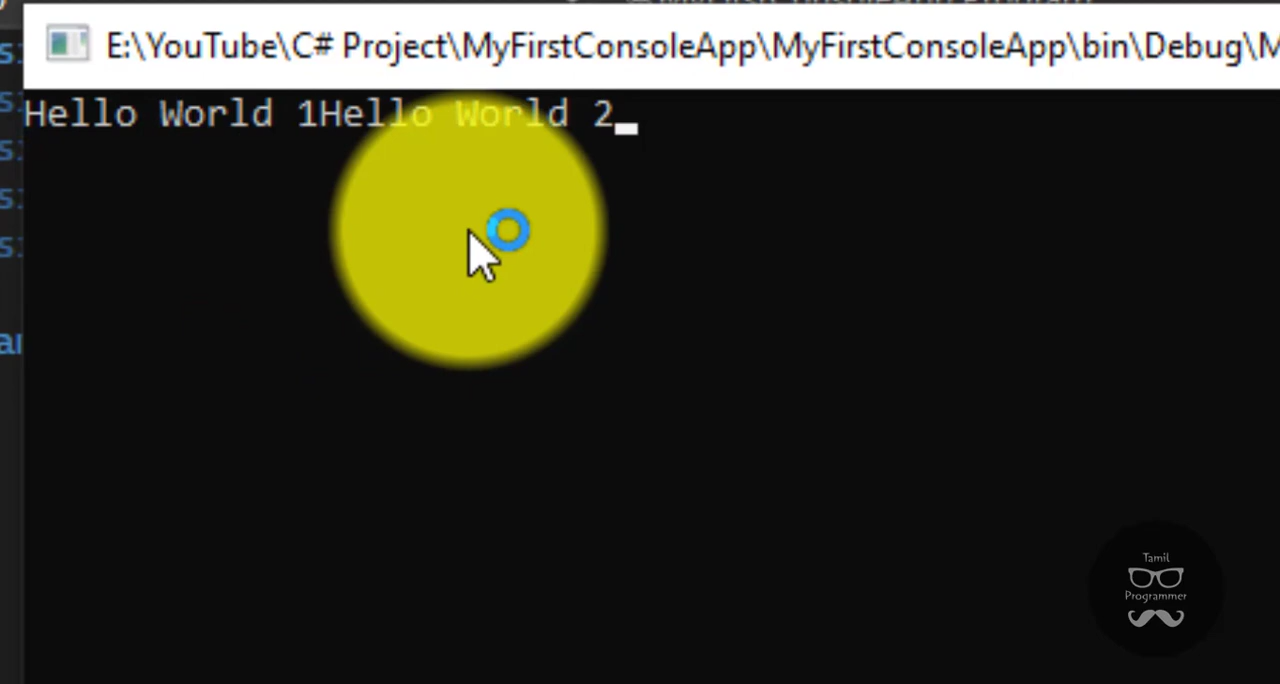 E:\YouTube\C# Project\MyFirstConsoleApp\MyFirstConsoleApp\bin\Debug\M
Hello World 1Hello World 2
Tamil
Programmer